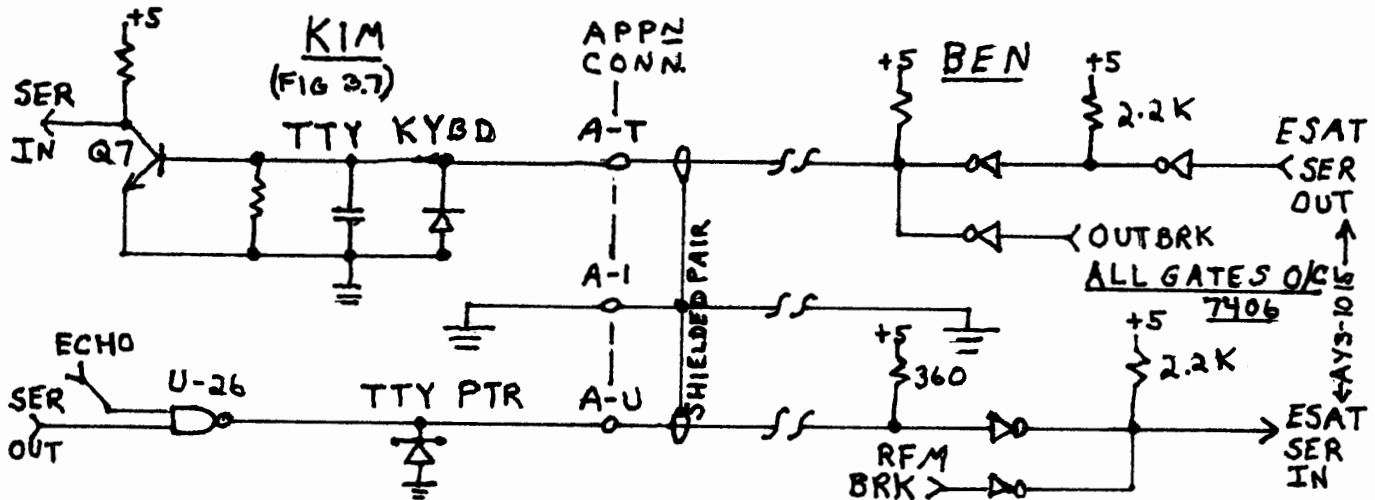 +5
KIM
(FIG 3.7)
APPN
CONN.
+5
BEN
+5
2.2K
SER
IN
Q7
TTY KYBD
A-T
ESAT
SER
OUT
OUTBRK
A-1
SHIELDED PAIR
ALL GATES O/C
7406
AY3-1015
ECHO
U-26
SER
OUT
TTY PTR
A-U
+5
360
+5
2.2K
RFM
BRK
ESAT
SER
IN